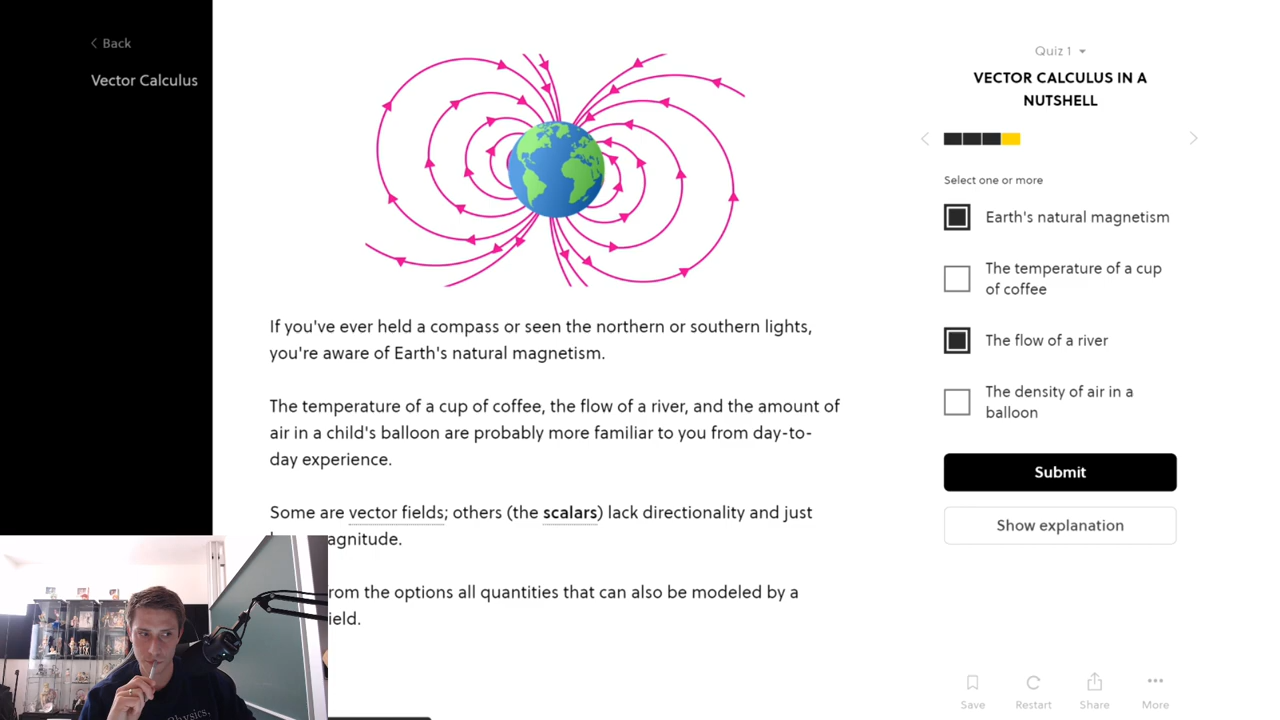 Back
Vector Calculus
If you've ever held a compass or seen the northern or southern lights,
you're aware of Earth's natural magnetism.
The temperature of a cup of coffee, the flow of a river, and the amount of
air in a child's balloon are probably more familiar to you from day-to-
day experience.
Some are vector fields; others (the scalars) lack directionality and just
agnitude.
rom the options all quantities that can also be modeled by a
ield.
Physics.
Quiz 1
VECTOR CALCULUS IN A
NUTSHELL
Select one or more
Earth's natural magnetism
The temperature of a cup
of coffee
The flow of a river
The density of air in a
balloon
Submit
Show explanation
Save
Restart
Share
More